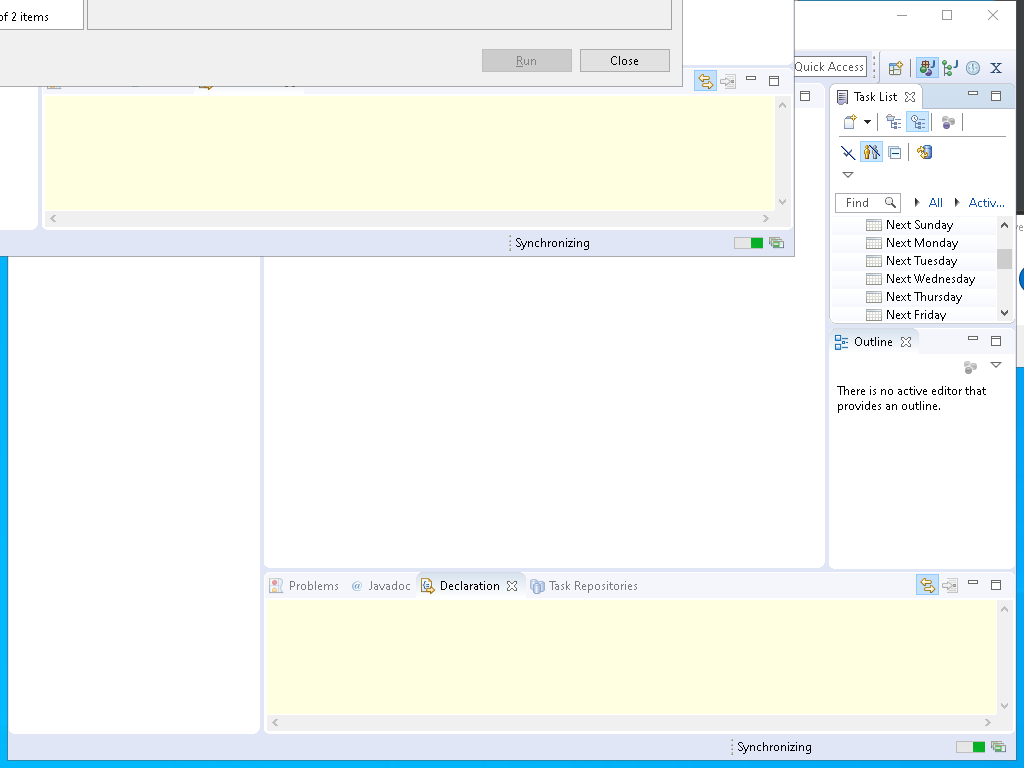 of 2 items
Run
Close
Quick Access
Task List
Find
All
Activ...
Next Sunday
Next Monday
Next Tuesday
Next Wednesday
Next Thursday
Next Friday
Synchronizing
Outline
There is no active editor that
provides an outline.
Problems
@ Javadoc
Declaration
Task Repositories
Synchronizing